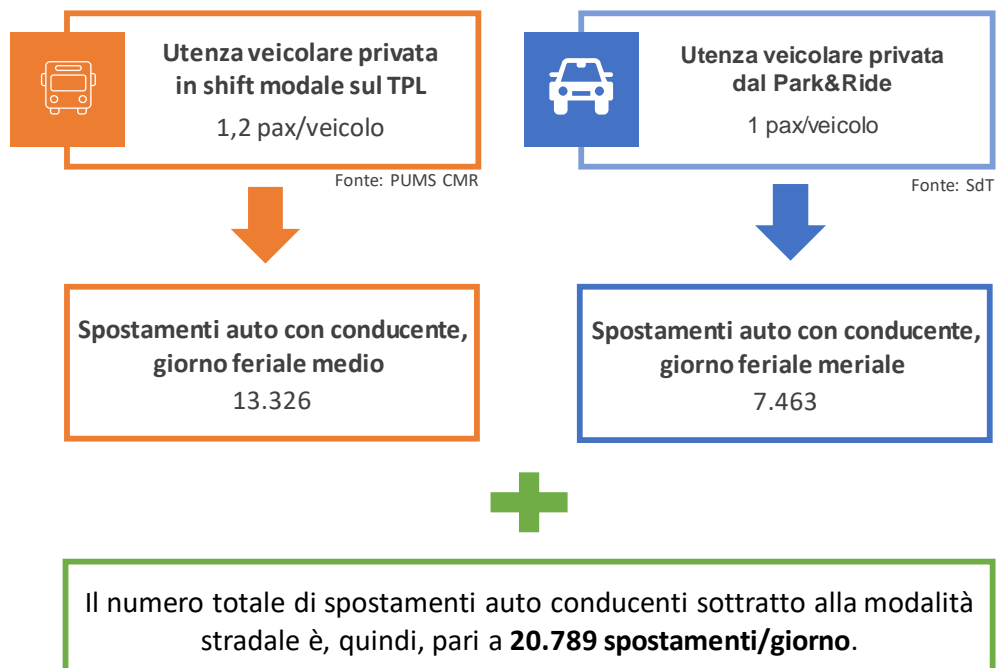 Utenza veicolare privata
in shift modale sul TPL
1,2 pax/veicolo
Fonte: PUMS CMR
Utenza veicolare privata
dal Park&Ride
1 pax/veicolo
Fonte: SdT
Spostamenti auto con conducente,
giorno feriale medio
13.326
Spostamenti auto con conducente,
giorno feriale meriale
7.463
Il numero totale di spostamenti auto conducenti sottratto alla modalità
stradale è, quindi, pari a 20.789 spostamenti/giorno.